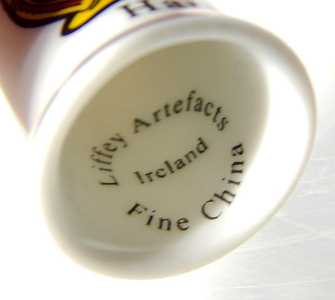 Liffey Artefacts
Ireland
Fine China